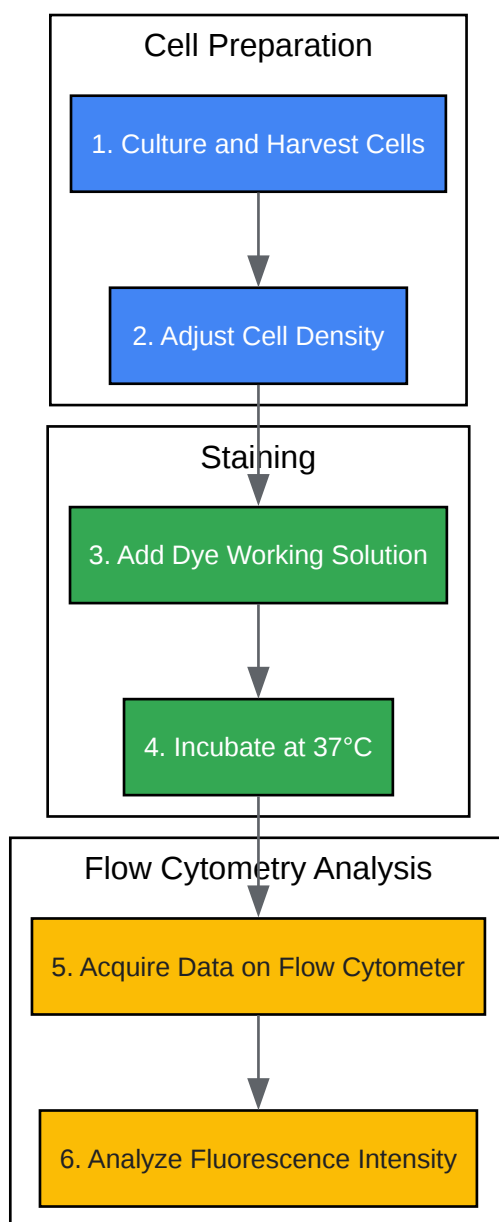 Cell Preparation
1. Culture and Harvest Cells
2. Adjust Cell Density
Staining
3. Add Dye Working Solution
4. Incubate at 37°C
Flow Cytometry Analysis
5. Acquire Data on Flow Cytometer
6. Analyze Fluorescence Intensity